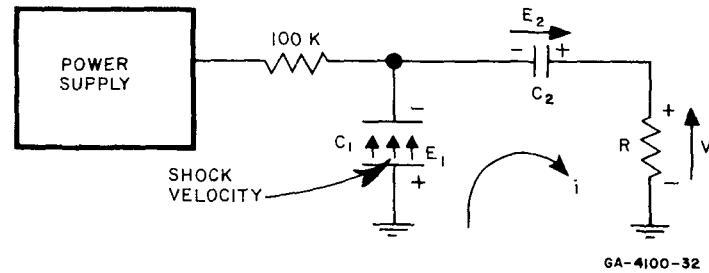 POWER
SUPPLY
100 K
E2
- +
C2
-
C1
E1
+
SHOCK
VELOCITY
i
R
+
-
V
GA-4100-32